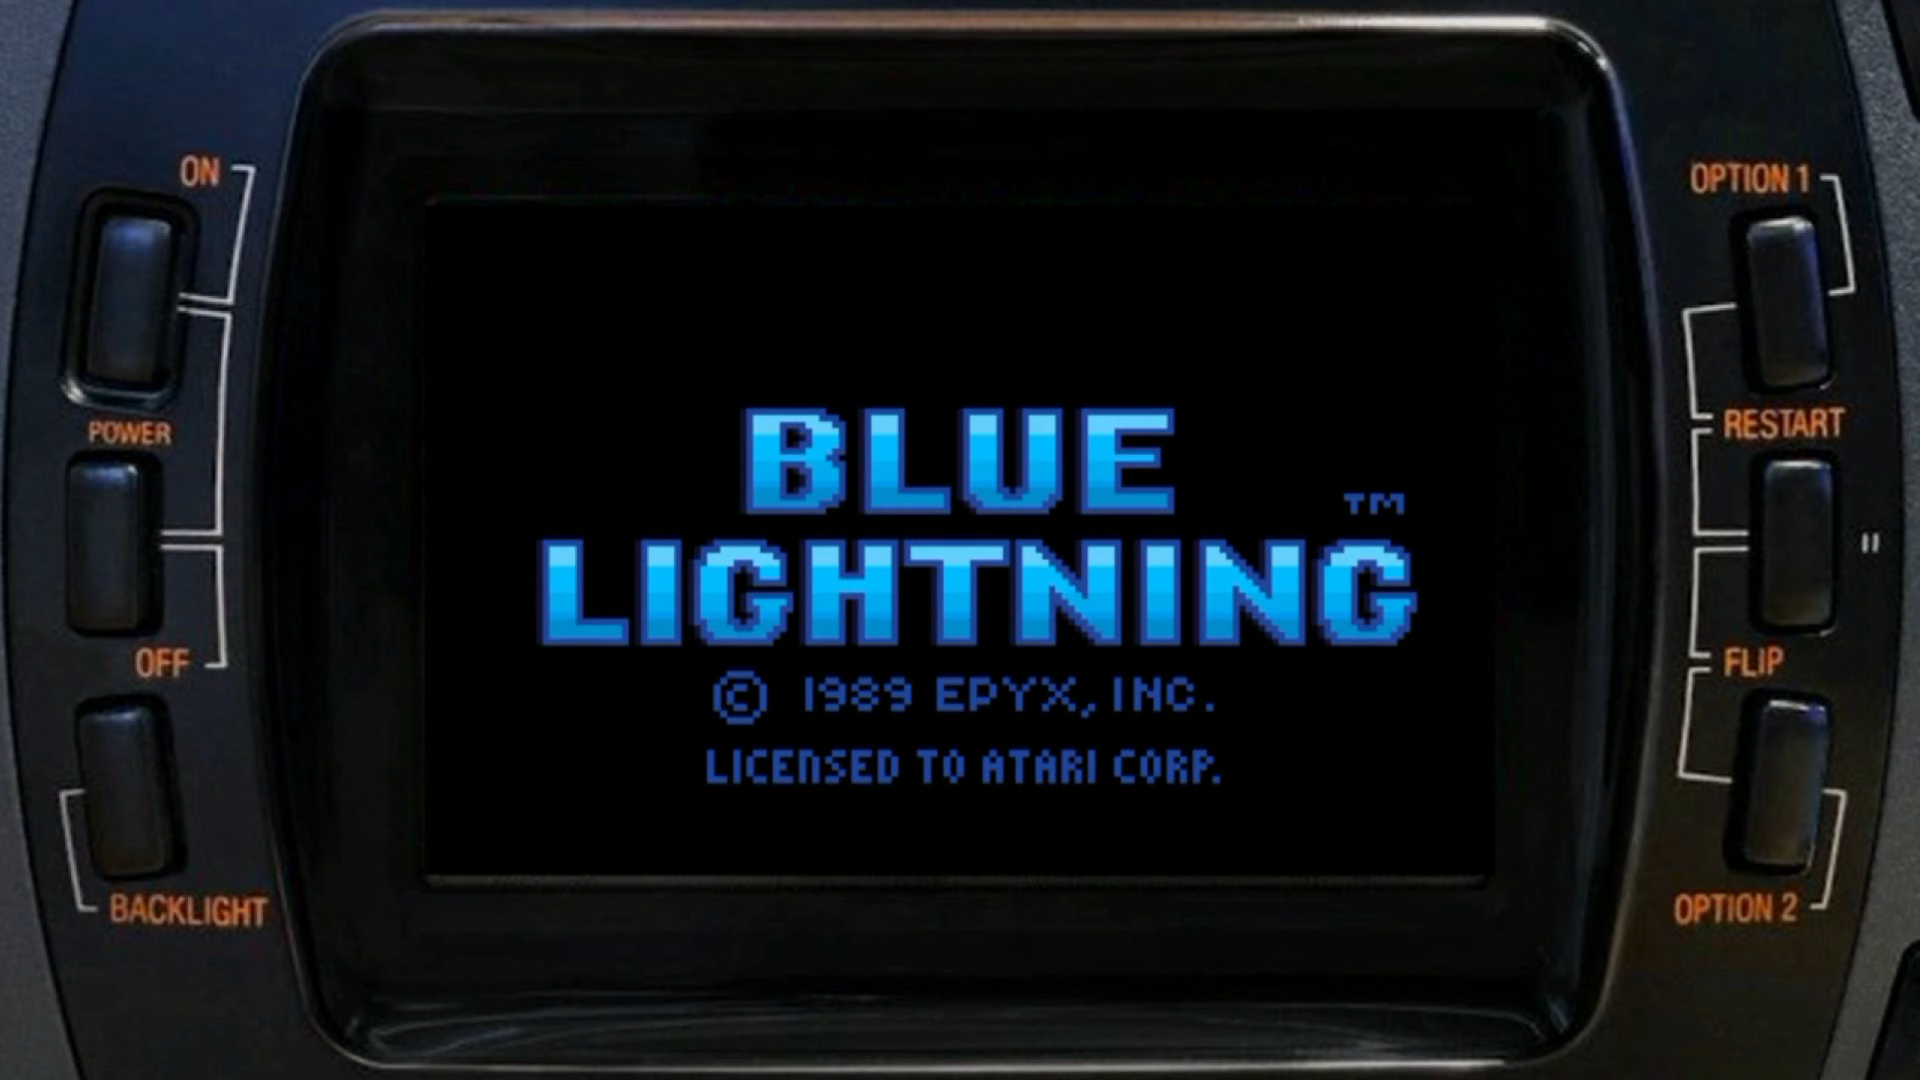 ON
POWER
OFF
BACKLIGHT
BLUE
LIGHTNING
TM
© 1989 EPYX, INC.
LICENSED TO ATARI CORP.
OPTION 1
RESTART
FLIP
OPTION 2